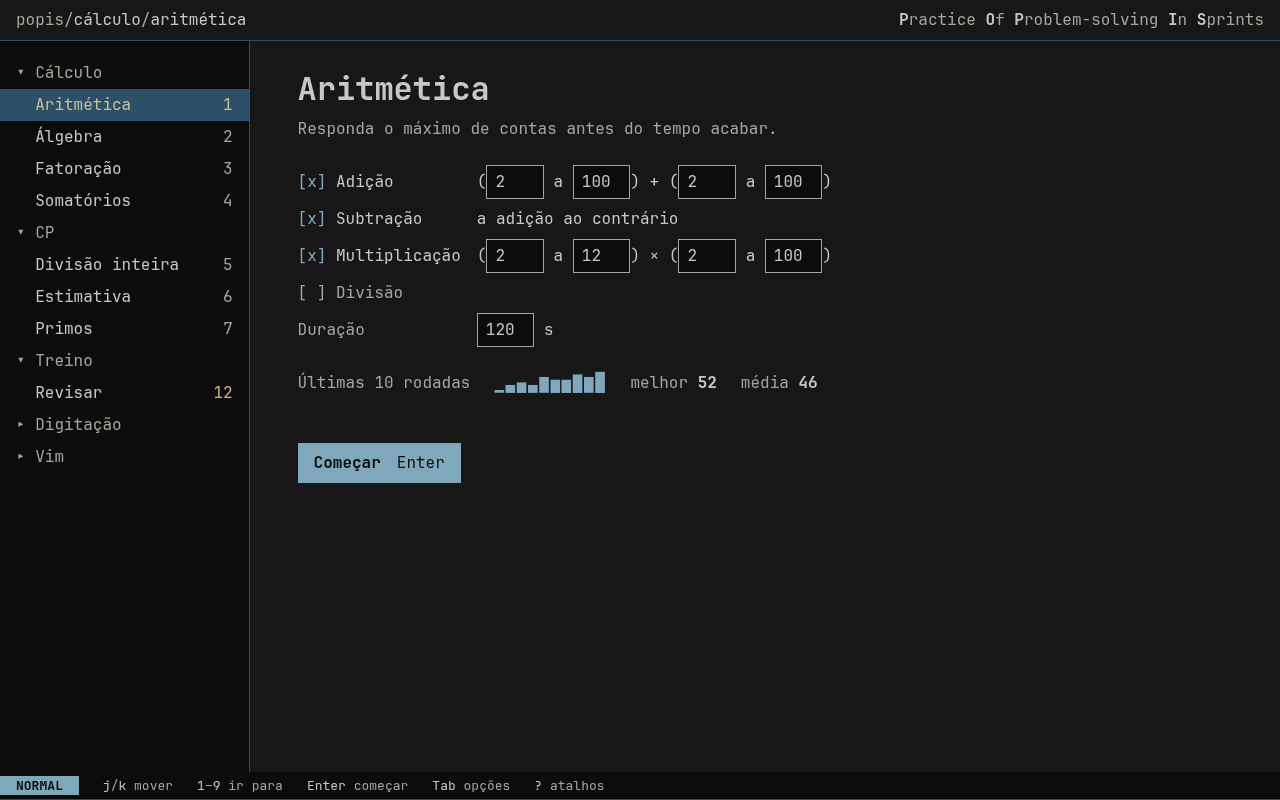 popis/cálculo/aritmética
Practice Of Problem-solving In Sprints
▾ Cálculo
Aritmética 1
Álgebra 2
Fatoração 3
Somatórios 4
▾ CP
Divisão inteira 5
Estimativa 6
Primos 7
▾ Treino
Revisar 12
▸ Digitação
▸ Vim
Aritmética
Responda o máximo de contas antes do tempo acabar.
[x] Adição (2 a 100) + (2 a 100)
[x] Subtração a adição ao contrário
[x] Multiplicação (2 a 12) × (2 a 100)
[ ] Divisão
Duração 120 s
Últimas 10 rodadas melhor 52 média 46
Começar Enter
NORMAL j/k mover 1-9 ir para Enter começar Tab opções ? atalhos